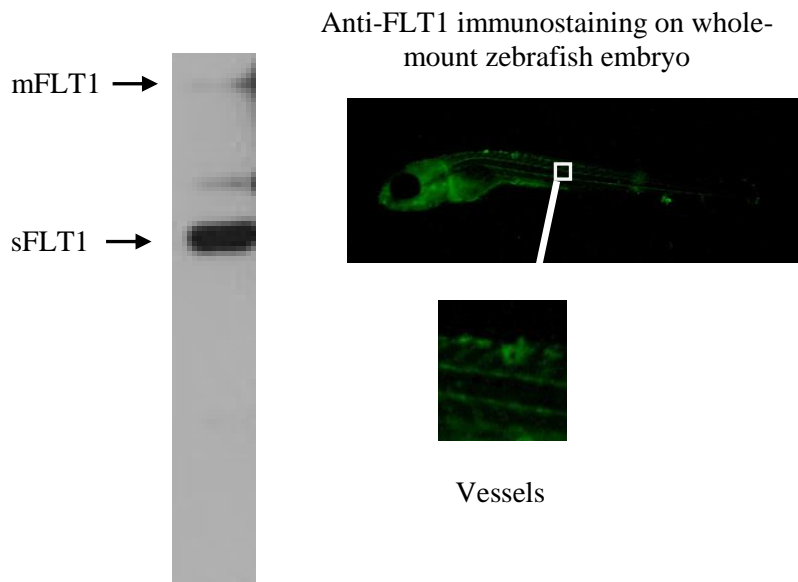 Anti-FLT1 immunostaining on whole-
mount zebrafish embryo
mFLT1
sFLT1
Vessels